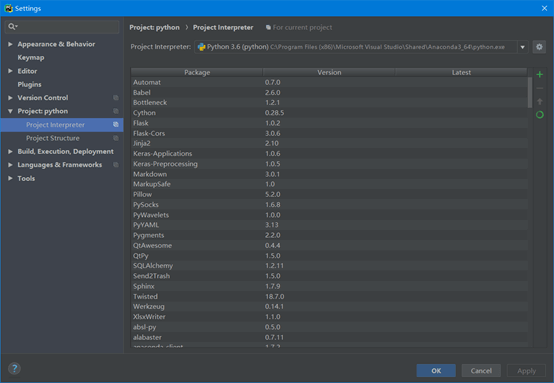 Settings
Project: python › Project Interpreter For current project
Appearance & Behavior
Keymap
Editor
Plugins
Version Control
Project: python
Project Interpreter
Project Structure
Build, Execution, Deployment
Languages & Frameworks
Tools
Project Interpreter: Python 3.6 (python) C:\Program Files (x86)\Microsoft Visual Studio\Shared\Anaconda3_64\python.exe
Package Version Latest
Automat 0.7.0
Babel 2.6.0
Bottleneck 1.2.1
Cython 0.28.5
Flask 1.0.2
Flask-Cors 3.0.6
Jinja2 2.10
Keras-Applications 1.0.6
Keras-Preprocessing 1.0.5
Markdown 3.0.1
MarkupSafe 1.0
Pillow 5.2.0
PySocks 1.6.8
PyWavelets 1.0.0
PyYAML 3.13
Pygments 2.2.0
QtAwesome 0.4.4
QtPy 1.5.0
SQLAlchemy 1.2.11
Send2Trash 1.5.0
Sphinx 1.7.9
Twisted 18.7.0
Werkzeug 0.14.1
XlsxWriter 1.1.0
absl-py 0.5.0
alabaster 0.7.11
anaconda-client 1.7.2
?
OK Cancel Apply